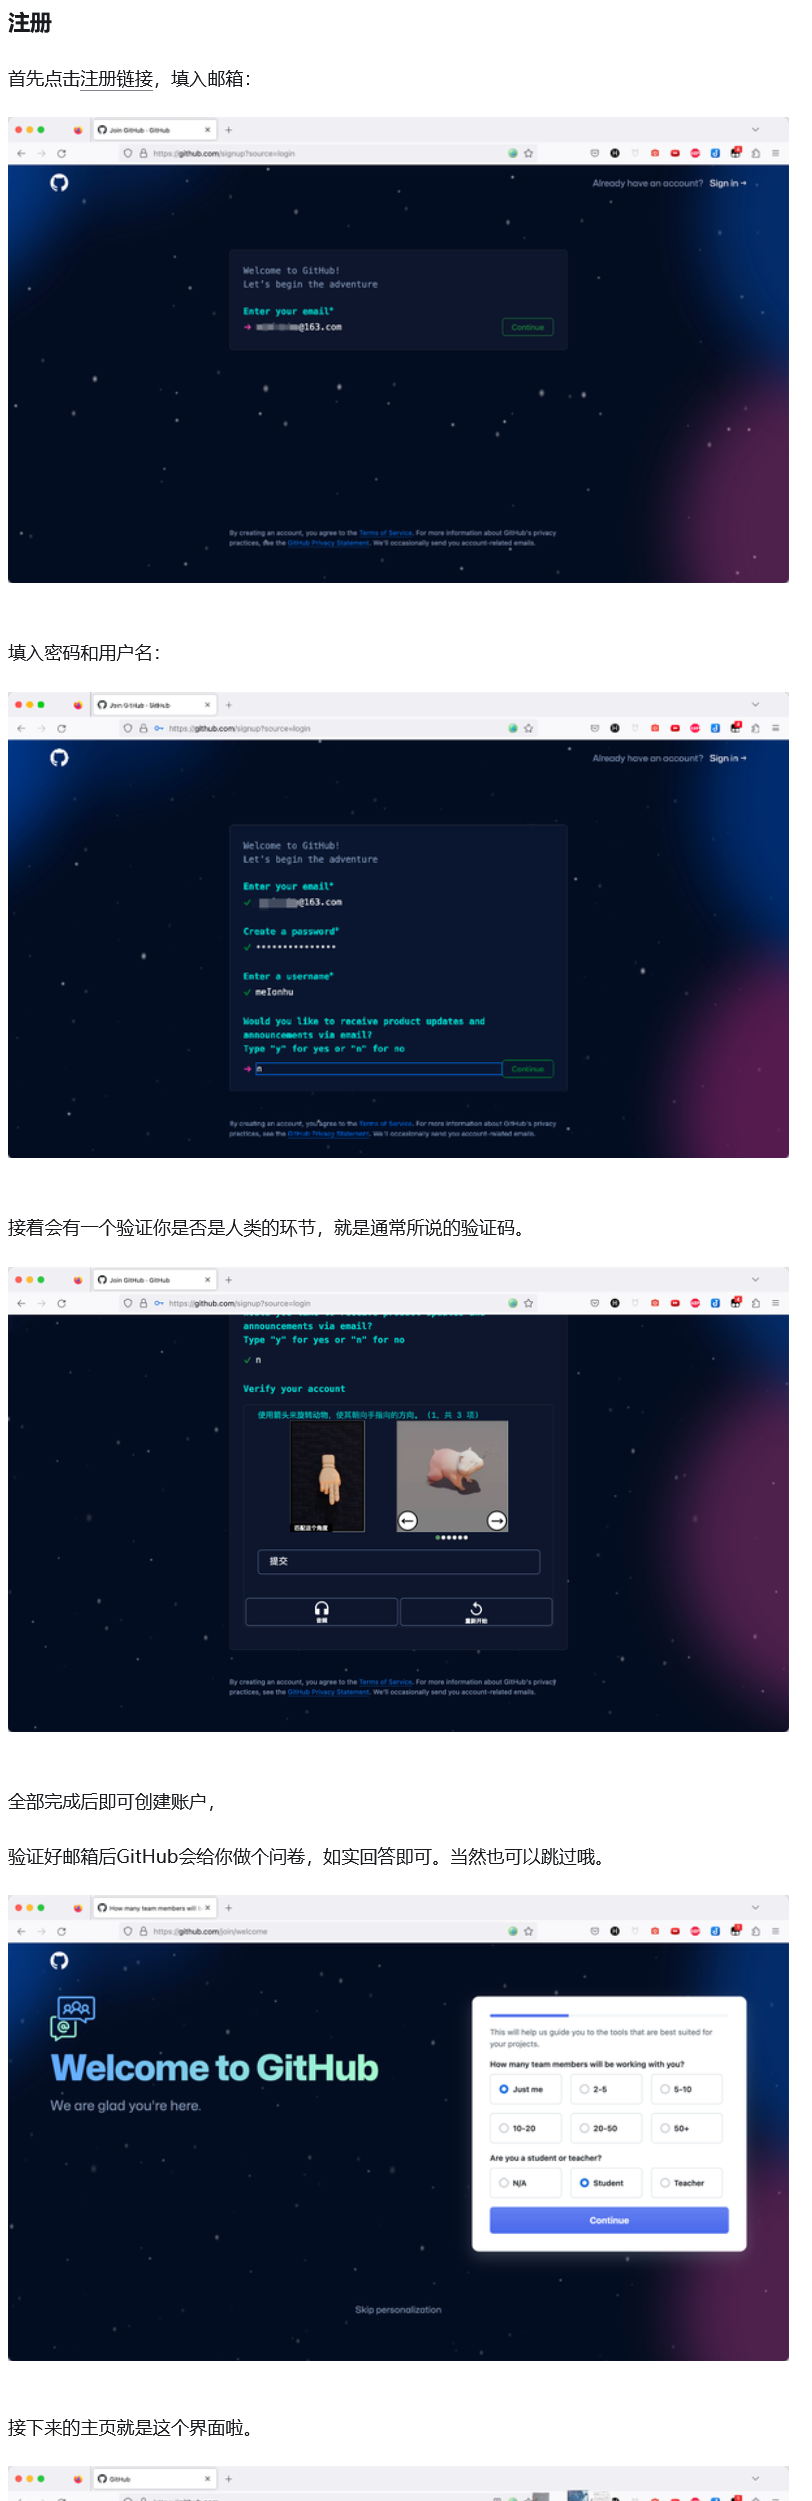 注册
首先点击注册链接，填入邮箱：
Join GitHub · GitHub
https://github.com/signup?source=login
Already have an account? Sign in →
Welcome to GitHub!
Let's begin the adventure
Enter your email*
@163.com
Continue
By creating an account, you agree to the Terms of Service. For more information about GitHub's privacy
practices, see the GitHub Privacy Statement. We'll occasionally send you account-related emails.
填入密码和用户名：
Join GitHub · GitHub
https://github.com/signup?source=login
Already have an account? Sign in →
Welcome to GitHub!
Let's begin the adventure
Enter your email*
@163.com
Create a password*
•••••••••••••••
Enter a username*
meIonhu
Would you like to receive product updates and
announcements via email?
Type "y" for yes or "n" for no
n
Continue
By creating an account, you agree to the Terms of Service. For more information about GitHub's privacy
practices, see the GitHub Privacy Statement. We'll occasionally send you account-related emails.
接着会有一个验证你是否是人类的环节，就是通常所说的验证码。
Join GitHub · GitHub
https://github.com/signup?source=login
announcements via email?
Type "y" for yes or "n" for no
n
Verify your account
使用箭头来旋转动物，使其朝向手指向的方向。 (1，共 3 项)
匹配这个角度
提交
音频
重新开始
By creating an account, you agree to the Terms of Service. For more information about GitHub's privacy
practices, see the GitHub Privacy Statement. We'll occasionally send you account-related emails.
全部完成后即可创建账户，
验证好邮箱后GitHub会给你做个问卷，如实回答即可。当然也可以跳过哦。
How many team members will
https://github.com/join/welcome
Welcome to GitHub
We are glad you're here.
This will help us guide you to the tools that are best suited for
your projects.
How many team members will be working with you?
Just me
2-5
5-10
10-20
20-50
50+
Are you a student or teacher?
N/A
Student
Teacher
Continue
Skip personalization
接下来的主页就是这个界面啦。
GitHub